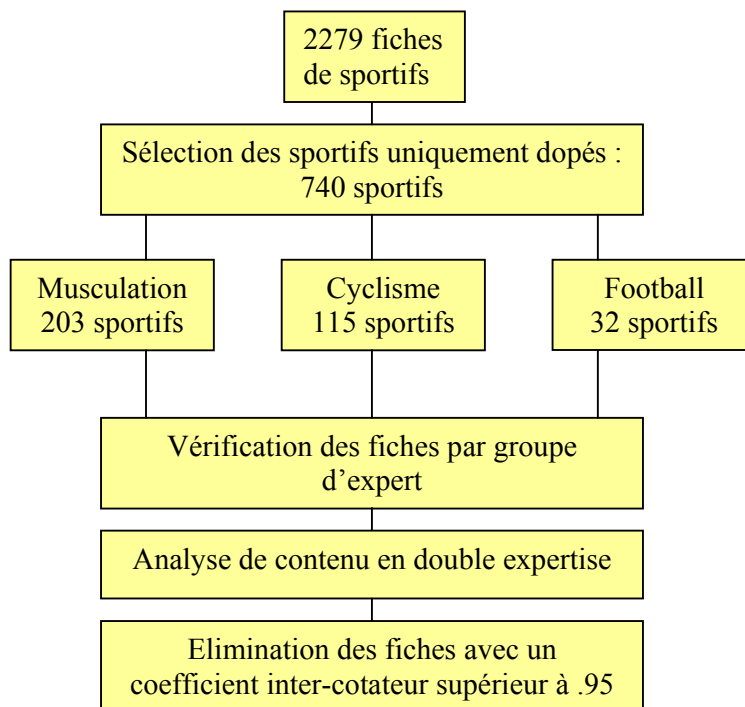 2279 fiches
de sportifs
Sélection des sportifs uniquement dopés :
740 sportifs
Musculation
203 sportifs
Cyclisme
115 sportifs
Football
32 sportifs
Vérification des fiches par groupe
d’expert
Analyse de contenu en double expertise
Elimination des fiches avec un
coefficient inter-cotateur supérieur à .95